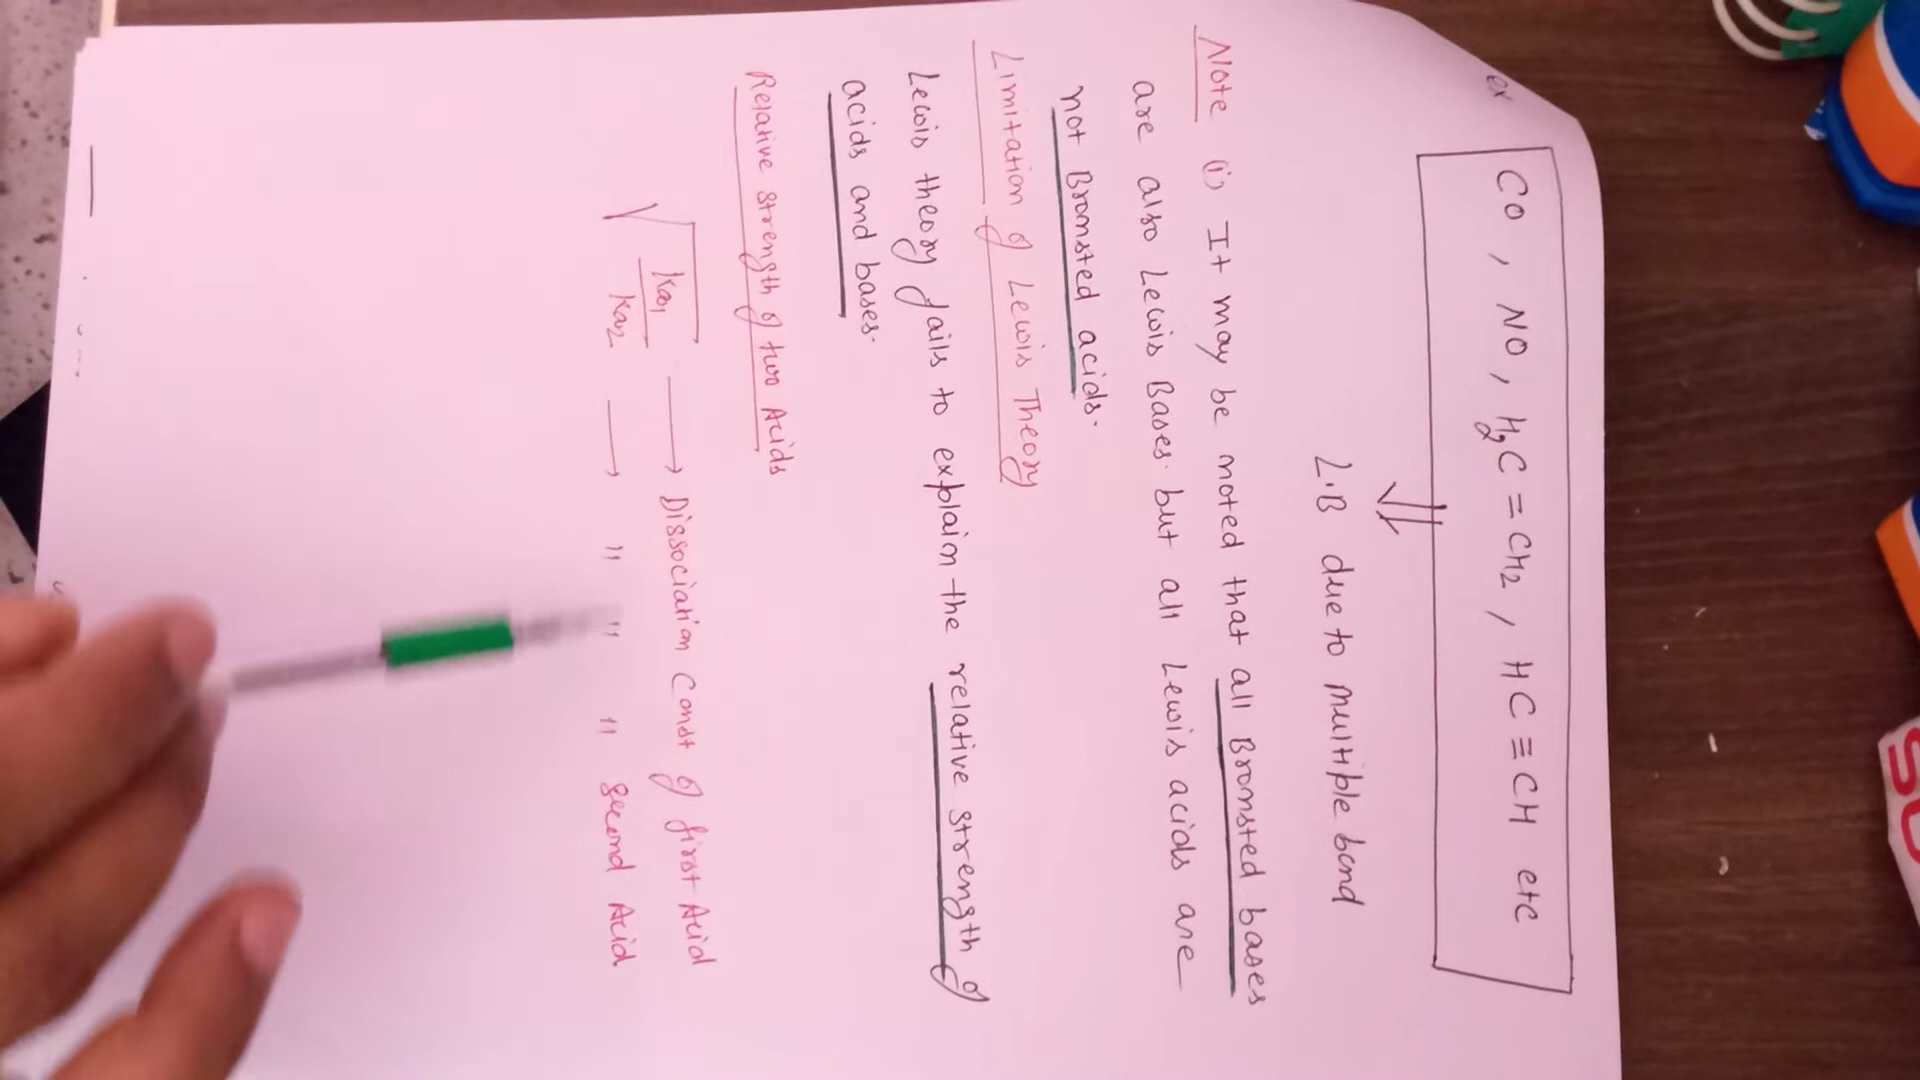 ex
CO, NO, H2C=CH2, HC≡CH etc
L.B due to multiple bond
Note (i) It may be noted that all Bronsted bases
are also Lewis Bases. but all Lewis acids are
not Bronsted acids.
Limitation of Lewis Theory
Lewis theory fails to explain the relative strength of
acids and bases.
Relative strength of two Acids
√Ka1/Ka2
→ Dissociation Const of first Acid
→ " " " Second Acid